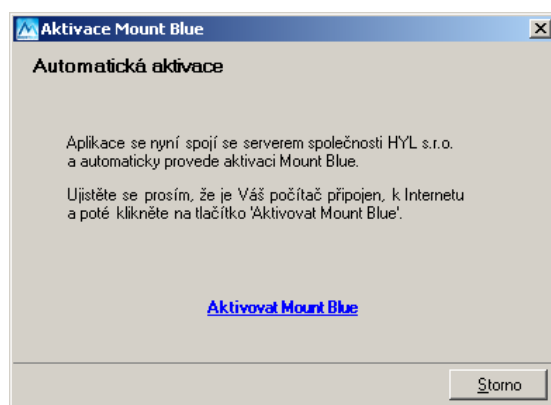 Aktivace Mount Blue
Automatická aktivace
Aplikace se nyní spojí se serverem společnosti HYL s.r.o.
a automaticky provede aktivaci Mount Blue.
Ujistěte se prosím, že je Váš počítač připojen, k Internetu
a poté klikněte na tlačítko 'Aktivovat Mount Blue'.
Aktivovat Mount Blue
Storno